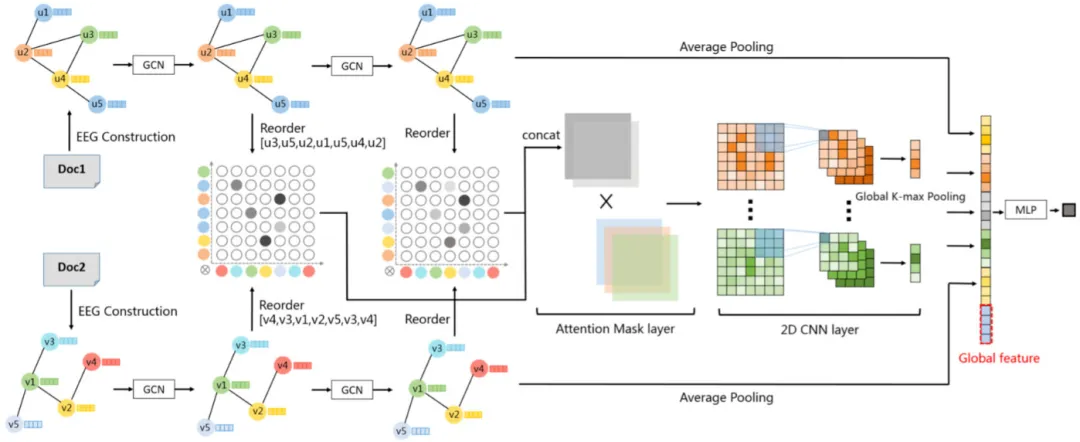 u1
u3
u2
u4
u5
GCN
u1
u3
u2
u4
u5
GCN
u1
u3
u2
u4
u5
Average Pooling
EEG Construction
Reorder
[u3,u5,u2,u1,u5,u4,u2]
Reorder
concat
Doc1
Global K-max Pooling
MLP
Doc2
EEG Construction
Reorder
[v4,v3,v1,v2,v5,v3,v4]
Reorder
Attention Mask layer
2D CNN layer
Global feature
v3
v4
v1
v2
v5
GCN
v3
v4
v1
v2
v5
GCN
v3
v4
v1
v2
v5
Average Pooling